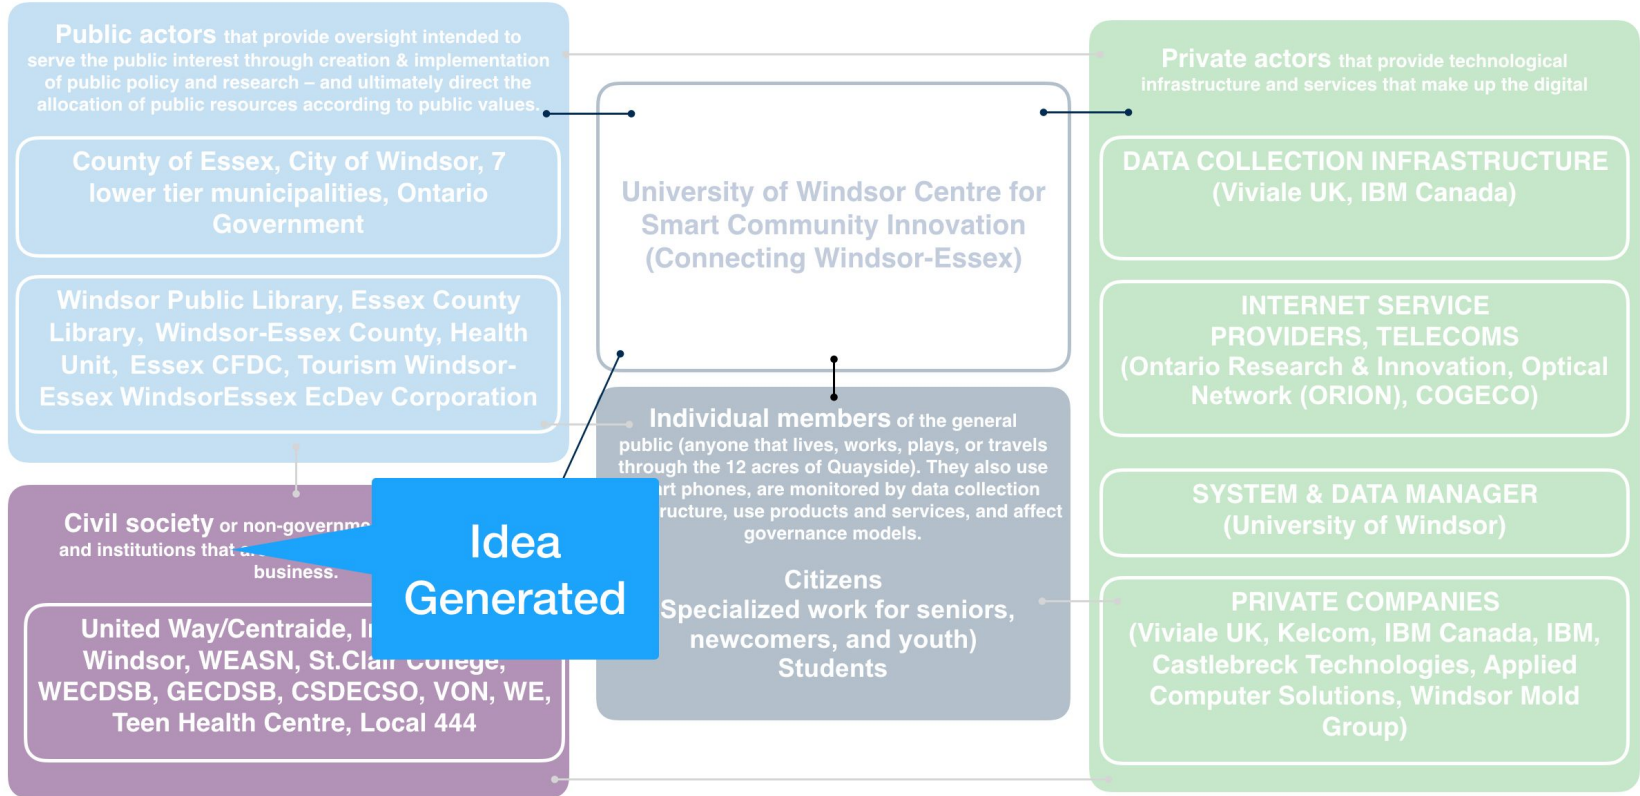 Public actors that provide oversight intended to
serve the public interest through creation & implementation
of public policy and research – and ultimately direct the
allocation of public resources according to public values.
County of Essex, City of Windsor, 7
lower tier municipalities, Ontario
Government
Windsor Public Library, Essex County
Library, Windsor-Essex County, Health
Unit, Essex CFDC, Tourism Windsor-
Essex WindsorEssex EcDev Corporation
Civil society or non-governme
and institutions that
business.
United Way/Centraide,
Windsor, WEASN, St.Clair College,
WECDSB, GECDSB, CSDECSO, VON, WE,
Teen Health Centre, Local 444
Idea
Generated
University of Windsor Centre for
Smart Community Innovation
(Connecting Windsor-Essex)
Individual members of the general
public (anyone that lives, works, plays, or travels
through the 12 acres of Quayside). They also use
art phones, are monitored by data collection
ructure, use products and services, and affect
governance models.
Citizens
Specialized work for seniors,
newcomers, and youth)
Students
Private actors that provide technological
infrastructure and services that make up the digital
DATA COLLECTION INFRASTRUCTURE
(Viviale UK, IBM Canada)
INTERNET SERVICE
PROVIDERS, TELECOMS
(Ontario Research & Innovation, Optical
Network (ORION), COGECO)
SYSTEM & DATA MANAGER
(University of Windsor)
PRIVATE COMPANIES
(Viviale UK, Kelcom, IBM Canada, IBM,
Castlebreck Technologies, Applied
Computer Solutions, Windsor Mold
Group)